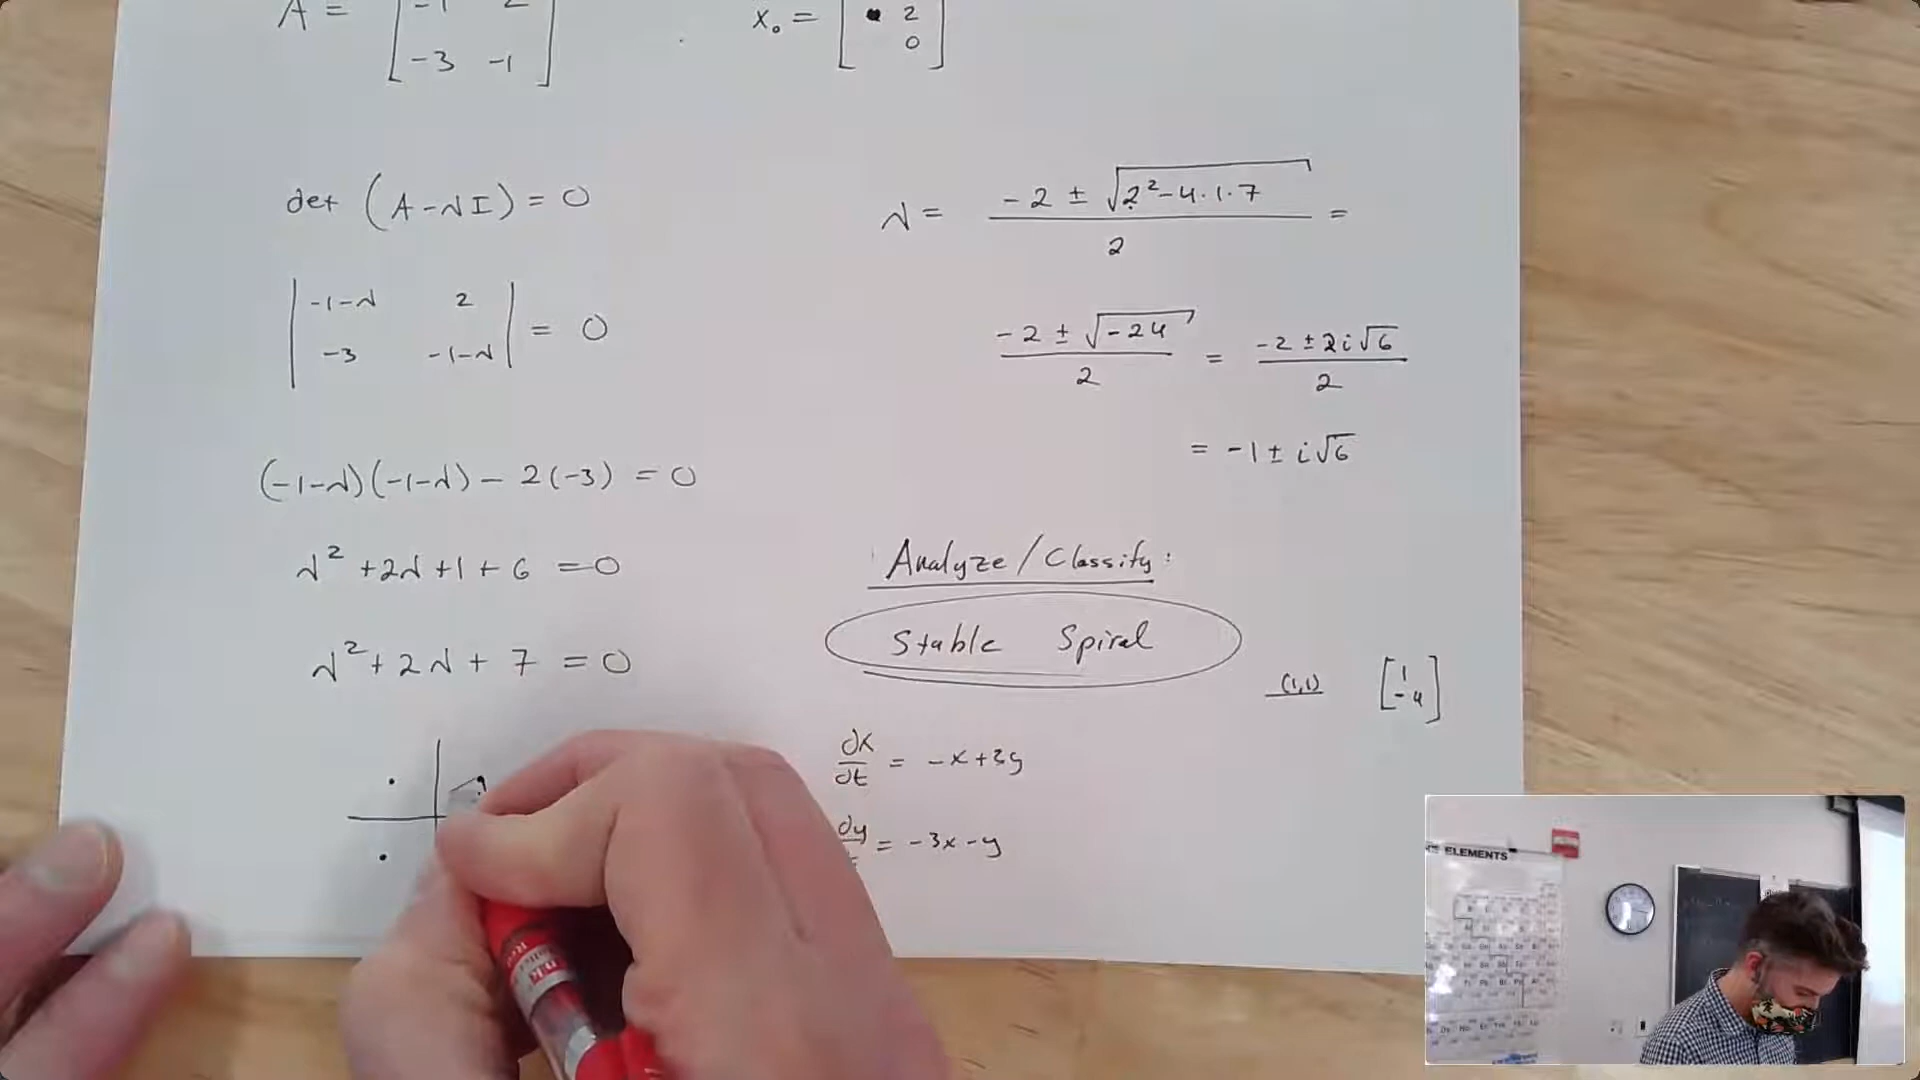 A = [ -1 2
-3 -1 ]
x₀ = [ 2
0 ]
det (A-λI) = 0
| -1-λ 2
-3 -1-λ | = 0
(-1-λ)(-1-λ) - 2(-3) = 0
λ² + 2λ + 1 + 6 = 0
λ² + 2λ + 7 = 0
λ = (-2 ± √(2²-4·1·7)) / 2 =
(-2 ± √(-24)) / 2 = (-2 ± 2i√6) / 2
= -1 ± i√6
Analyze/Classify:
Stable Spiral
(1,1) [ 1
-4 ]
dx/dt = -x+2y
dy = -3x-y
ELEMENTS